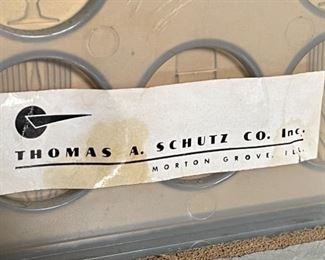 THOMAS A. SCHUTZ CO. Inc.
MORTON GROVE, ILL.